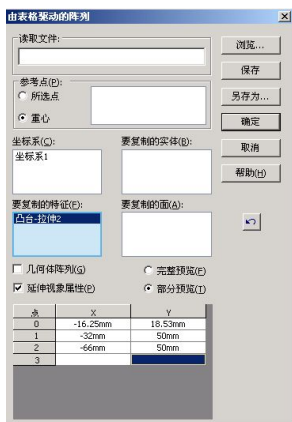 由表格驱动的阵列
读取文件:
浏览...
保存
参考点(P):
所选点
重心
另存为...
确定
坐标系(C):
要复制的实体(B):
取消
坐标系1
帮助(H)
要复制的特征(F):
要复制的面(A):
凸台-拉伸2
几何体阵列(G)
完整预览(F)
延伸视象属性(P)
部分预览(T)
点 X Y
0 -16.25mm 18.53mm
1 -32mm 50mm
2 -66mm 50mm
3